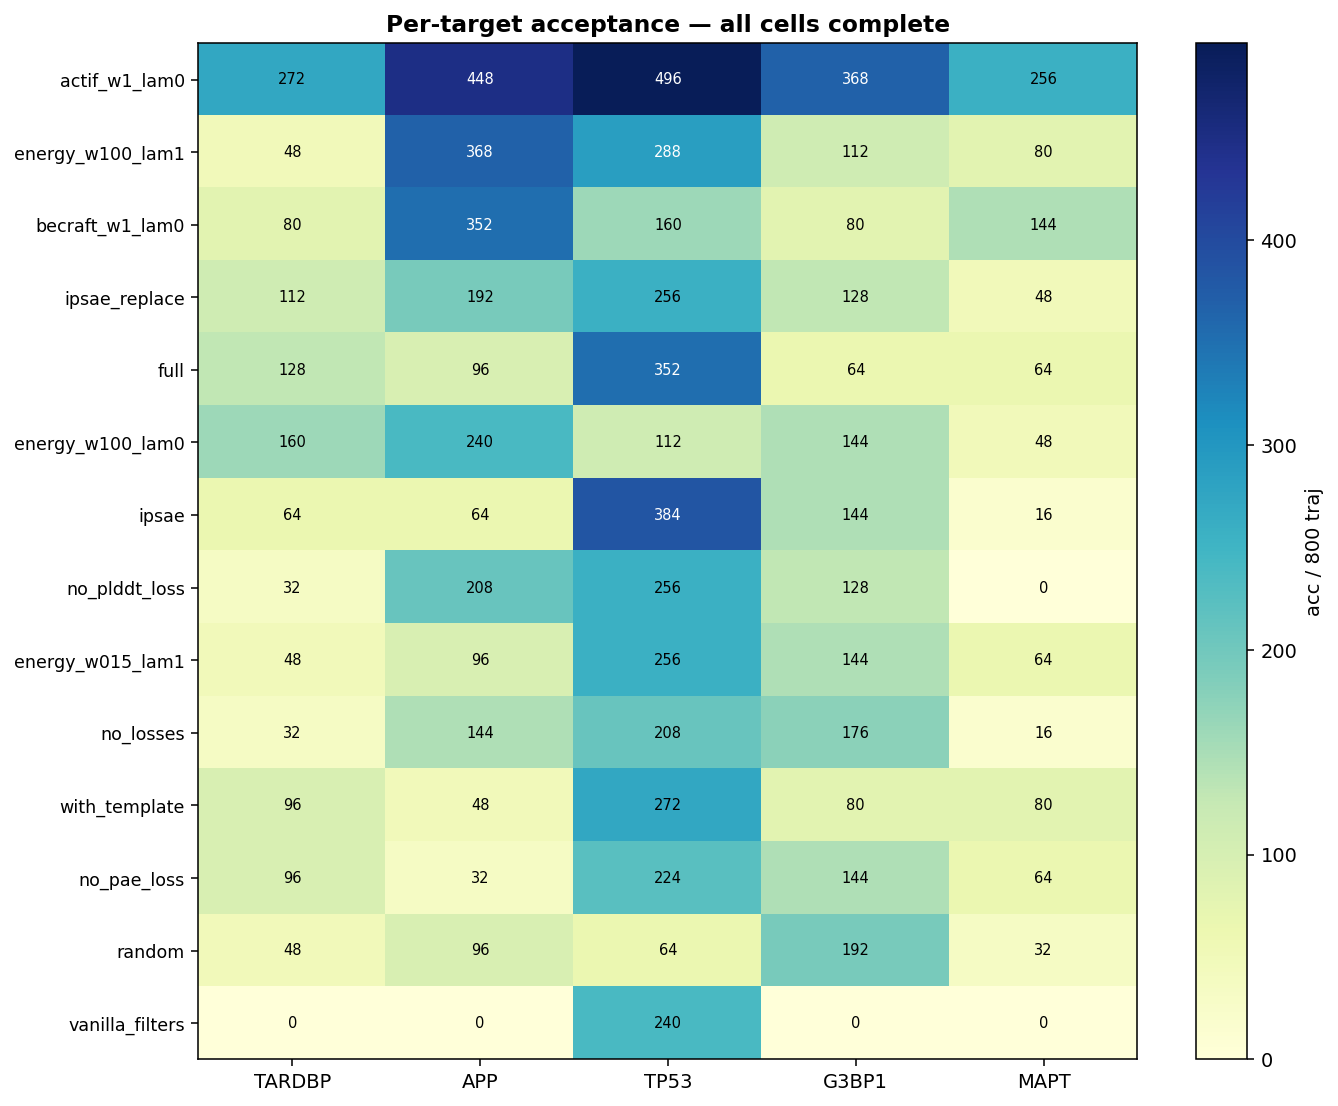 Per-target acceptance — all cells complete
actif_w1_lam0 272 448 496 368 256
energy_w100_lam1 48 368 288 112 80
becraft_w1_lam0 80 352 160 80 144
ipsae_replace 112 192 256 128 48
full 128 96 352 64 64
energy_w100_lam0 160 240 112 144 48
ipsae 64 64 384 144 16
no_plddt_loss 32 208 256 128 0
energy_w015_lam1 48 96 256 144 64
no_losses 32 144 208 176 16
with_template 96 48 272 80 80
no_pae_loss 96 32 224 144 64
random 48 96 64 192 32
vanilla_filters 0 0 240 0 0
TARDBP APP TP53 G3BP1 MAPT
400
300
200
100
0
acc / 800 traj